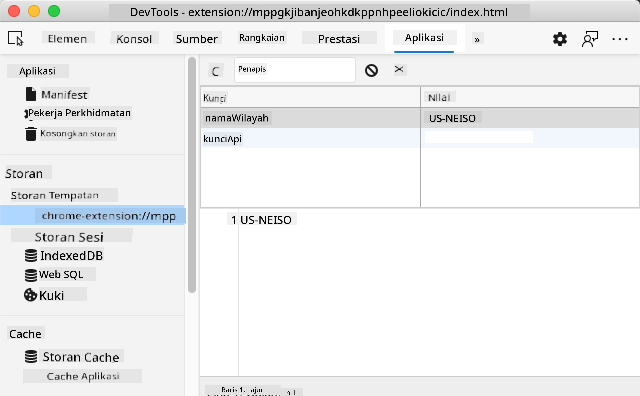 DevTools - extension://mppgkjibanjeohkdkppnhpeeliokicic/index.html
Elemen Konsol Sumber Rangkaian Prestasi Aplikasi »
Aplikasi
Manifest
Pekerja Perkhidmatan
Kosongkan storan
Storan
Storan Tempatan
chrome-extension://mpp
Storan Sesi
IndexedDB
Web SQL
Kuki
Cache
Storan Cache
Cache Aplikasi
C Penapis
Kunci Nilai
namaWilayah US-NEISO
kunciApi
1 US-NEISO
Baris 1,